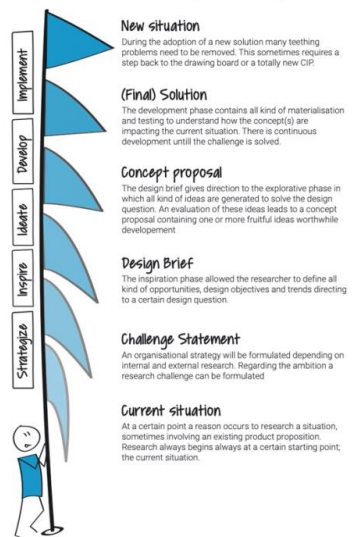 New situation
During the adoption of a new solution many teething
problems need to be removed. This sometimes requires a
step back to the drawing board or a totally new CIP.
Implement
(Final) Solution
The development phase contains all kind of materialisation
and testing to understand how the concept(s) are
impacting the current situation. There is continuous
development untill the challenge is solved.
Develop
Concept proposal
The design brief gives direction to the explorative phase in
which all kind of ideas are generated to solve the design
question. An evaluation of these ideas leads to a concept
proposal containing one or more fruitful ideas worthwhile
developement
Ideate
Design Brief
The inspiration phase allowed the researcher to define all
kind of opportunities, design objectives and trends directing
to a certain design question.
Inspire
Challenge Statement
An organisational strategy will be formulated depending on
internal and external research. Regarding the ambition a
research challenge can be formulated
Strategize
Current situation
At a certain point a reason occurs to research a situation,
sometimes involving an existing product proposition.
Research always begins always at a certain starting point;
the current situation.